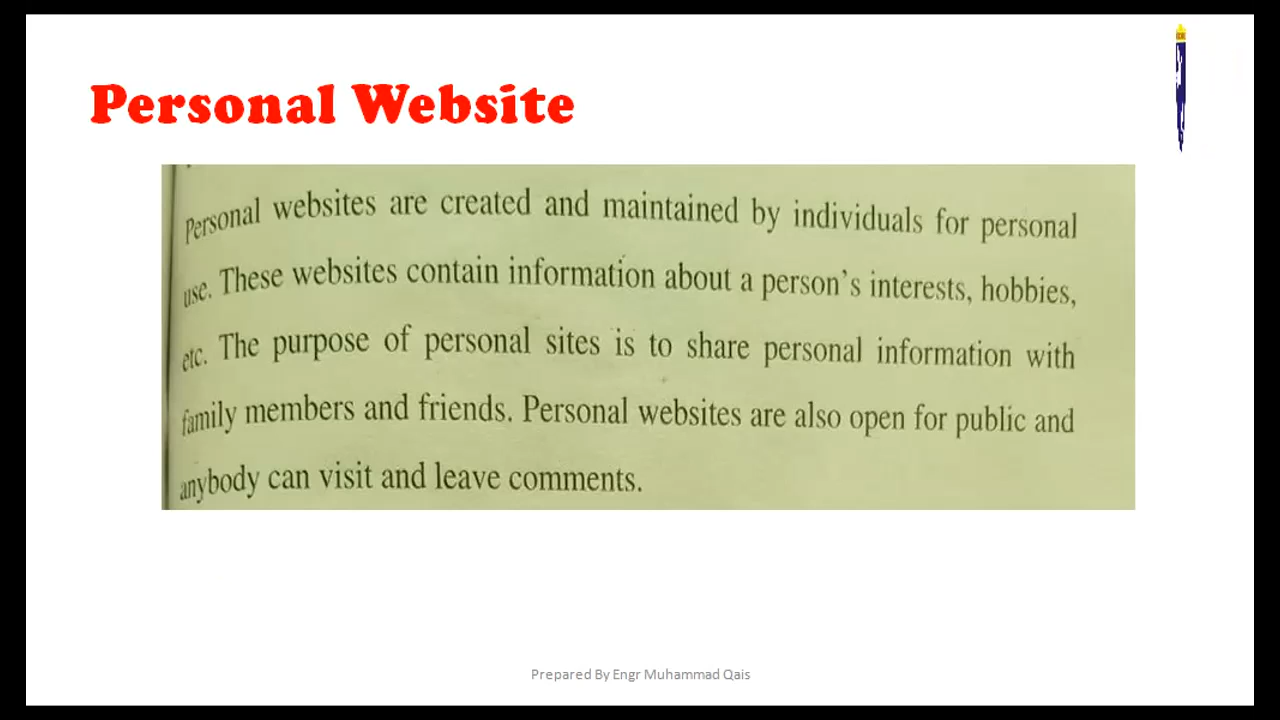 Personal Website
Personal websites are created and maintained by individuals for personal
use. These websites contain information about a person's interests, hobbies,
etc. The purpose of personal sites is to share personal information with
family members and friends. Personal websites are also open for public and
anybody can visit and leave comments.
Prepared By Engr Muhammad Qais